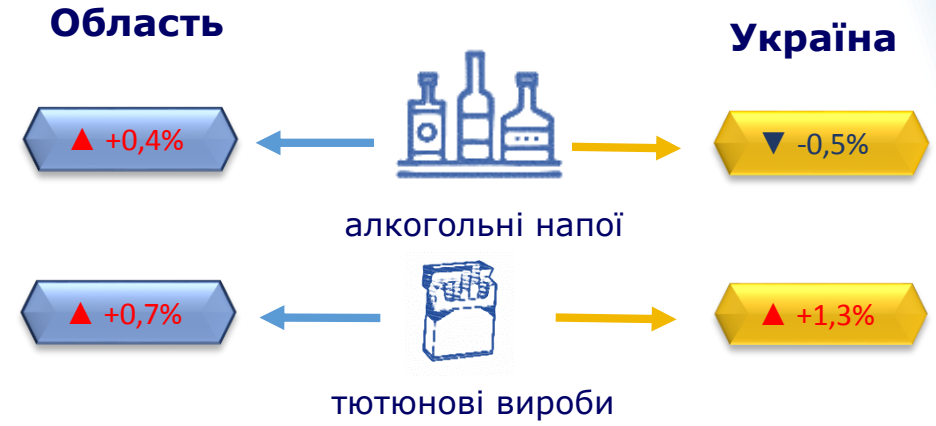 Область
Україна
▲ +0,4%
▼ -0,5%
алкогольні напої
▲ +0,7%
▲ +1,3%
тютюнові вироби